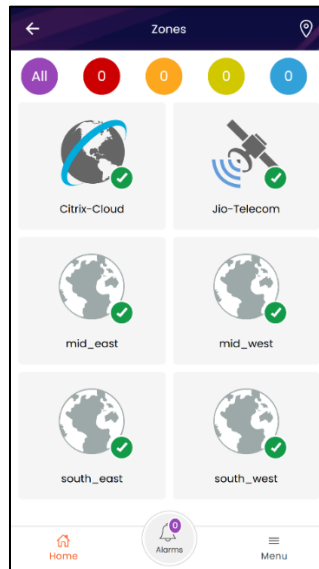 Zones
All 0 0 0 0
Citrix-Cloud Jio-Telecom
mid_east mid_west
south_east south_west
0
Home Alarms Menu